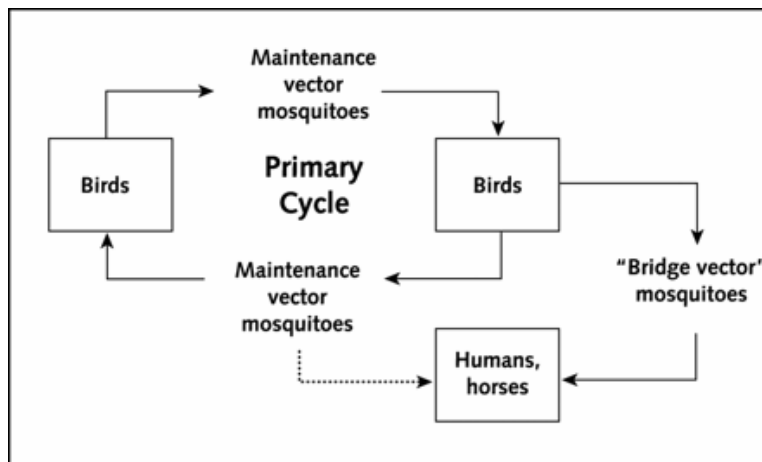 Maintenance
vector
mosquitoes
Birds
Primary
Cycle
Birds
Maintenance
vector
mosquitoes
"Bridge vector"
mosquitoes
Humans,
horses